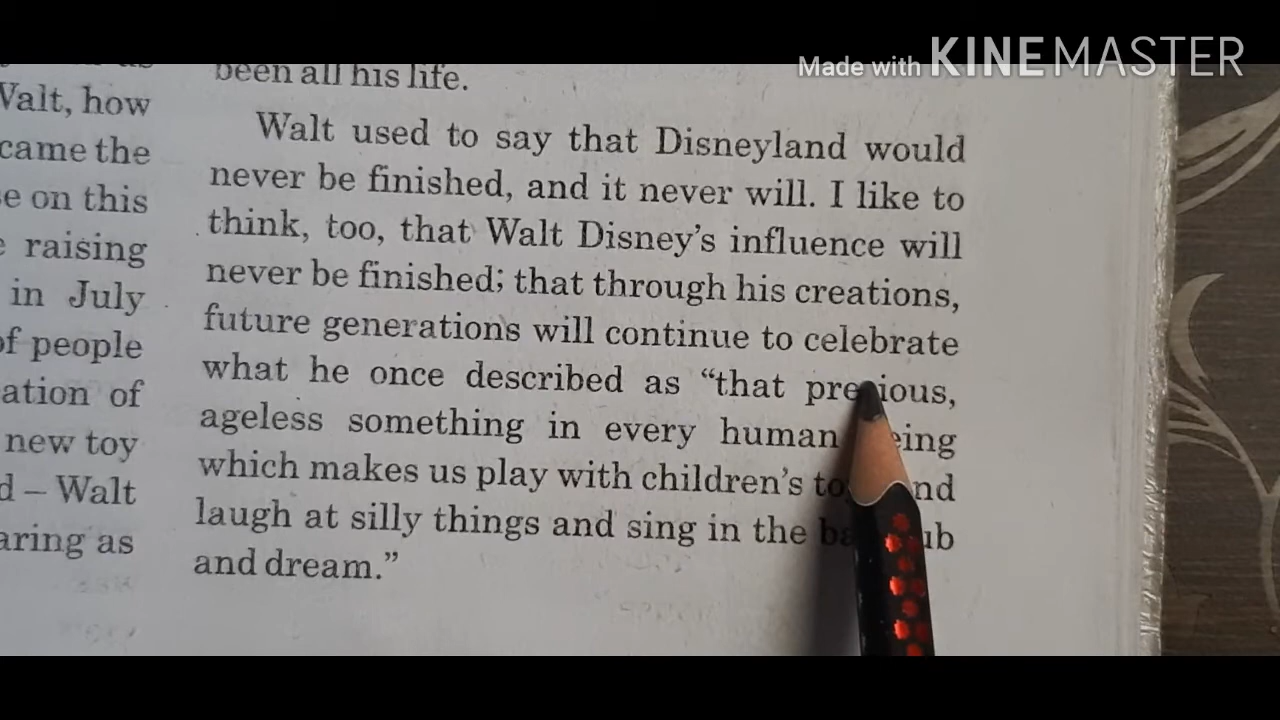 Made with KINEMASTER
Walt, how
came the
e on this
raising
in July
of people
ation of
new toy
d – Walt
aring as
been all his life.
Walt used to say that Disneyland would
never be finished, and it never will. I like to
think, too, that Walt Disney's influence will
never be finished; that through his creations,
future generations will continue to celebrate
what he once described as “that precious,
ageless something in every human being
which makes us play with children's and
laugh at silly things and sing in the
and dream.”